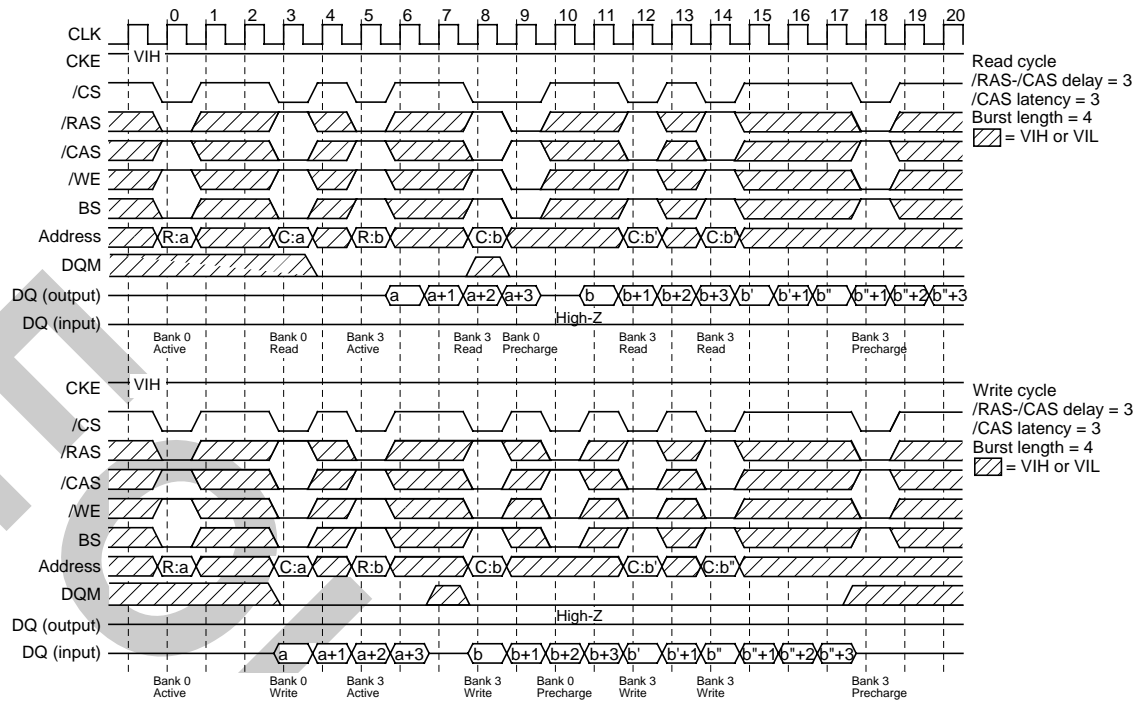 0 1 2 3 4 5 6 7 8 9 10 11 12 13 14 15 16 17 18 19 20
CLK
CKE VIH
/CS
/RAS
/CAS
/WE
BS
Address R:a C:a R:b C:b C:b' C:b"
DQM
DQ (output) a a+1 a+2 a+3 b b+1 b+2 b+3 b' b'+1 b" b"+1 b"+2 b"+3
DQ (input) High-Z
Bank 0 Bank 0 Bank 3 Bank 3 Bank 0 Bank 3 Bank 3 Bank 3
Active Read Active Read Precharge Read Read Precharge
Read cycle
/RAS-/CAS delay = 3
/CAS latency = 3
Burst length = 4
= VIH or VIL
CKE VIH
/CS
/RAS
/CAS
/WE
BS
Address R:a C:a R:b C:b C:b' C:b"
DQM
DQ (output) High-Z
DQ (input) a a+1 a+2 a+3 b b+1 b+2 b+3 b' b'+1 b" b"+1 b"+2 b"+3
Bank 0 Bank 0 Bank 3 Bank 3 Bank 0 Bank 3 Bank 3 Bank 3
Active Write Active Write Precharge Write Write Precharge
Write cycle
/RAS-/CAS delay = 3
/CAS latency = 3
Burst length = 4
= VIH or VIL